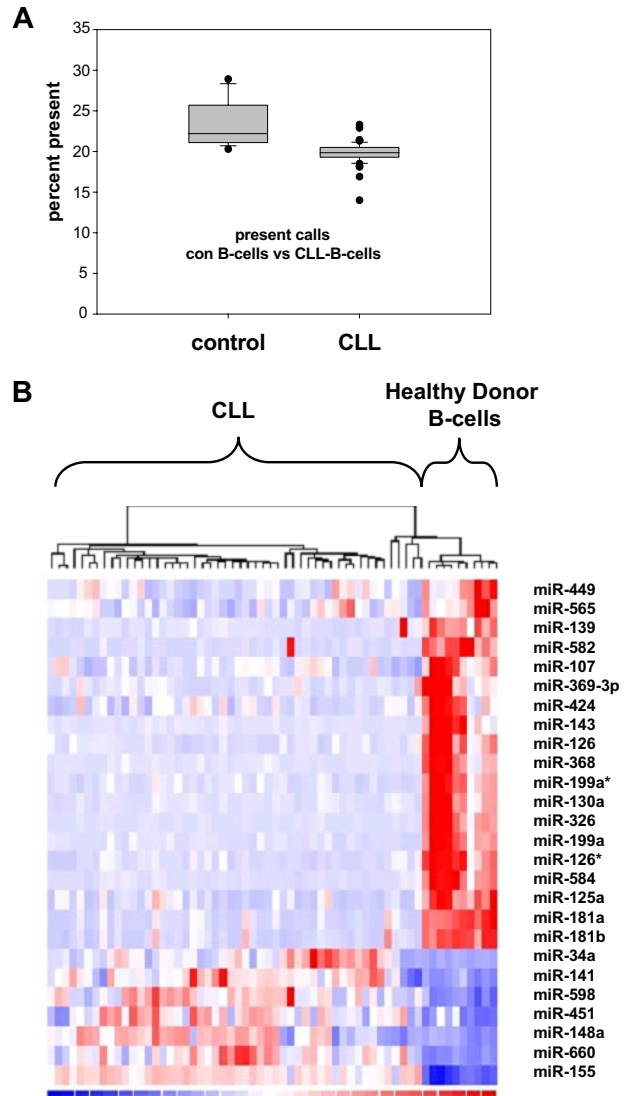 A
35
30
25
20
15
10
5
0
percent present
present calls
con B-cells vs CLL-B-cells
control
CLL
B
CLL
Healthy Donor
B-cells
miR-449
miR-565
miR-139
miR-582
miR-107
miR-369-3p
miR-424
miR-143
miR-126
miR-368
miR-199a*
miR-130a
miR-326
miR-199a
miR-126*
miR-584
miR-125a
miR-181a
miR-181b
miR-34a
miR-141
miR-598
miR-451
miR-148a
miR-660
miR-155